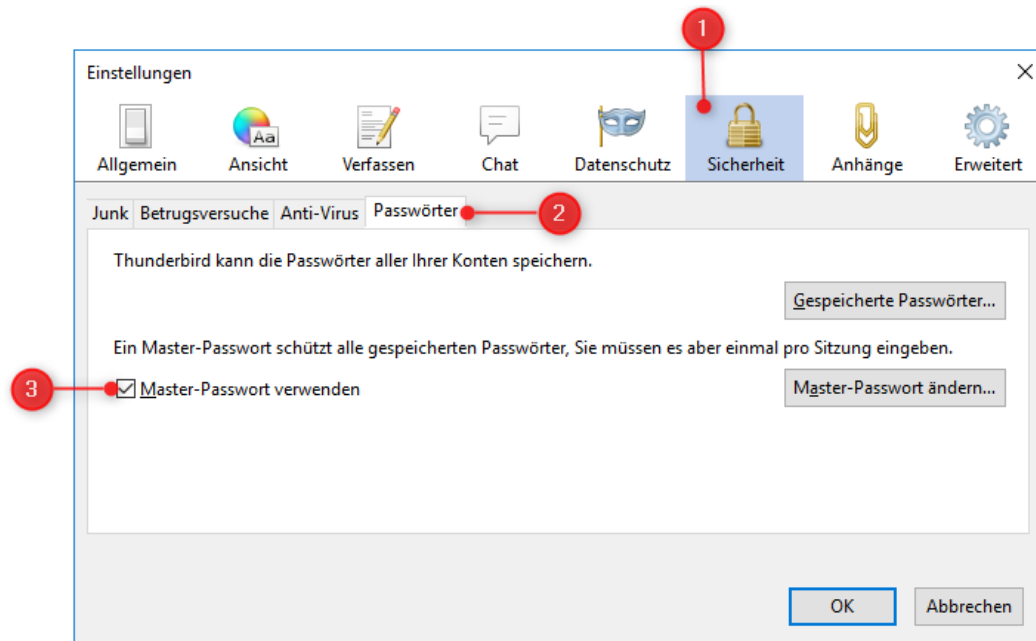 1
Einstellungen
Allgemein Ansicht Verfassen Chat Datenschutz Sicherheit Anhänge Erweitert
Junk Betrugsversuche Anti-Virus Passwörter 2
Thunderbird kann die Passwörter aller Ihrer Konten speichern.
Gespeicherte Passwörter...
Ein Master-Passwort schützt alle gespeicherten Passwörter, Sie müssen es aber einmal pro Sitzung eingeben.
3 Master-Passwort verwenden Master-Passwort ändern...
OK Abbrechen